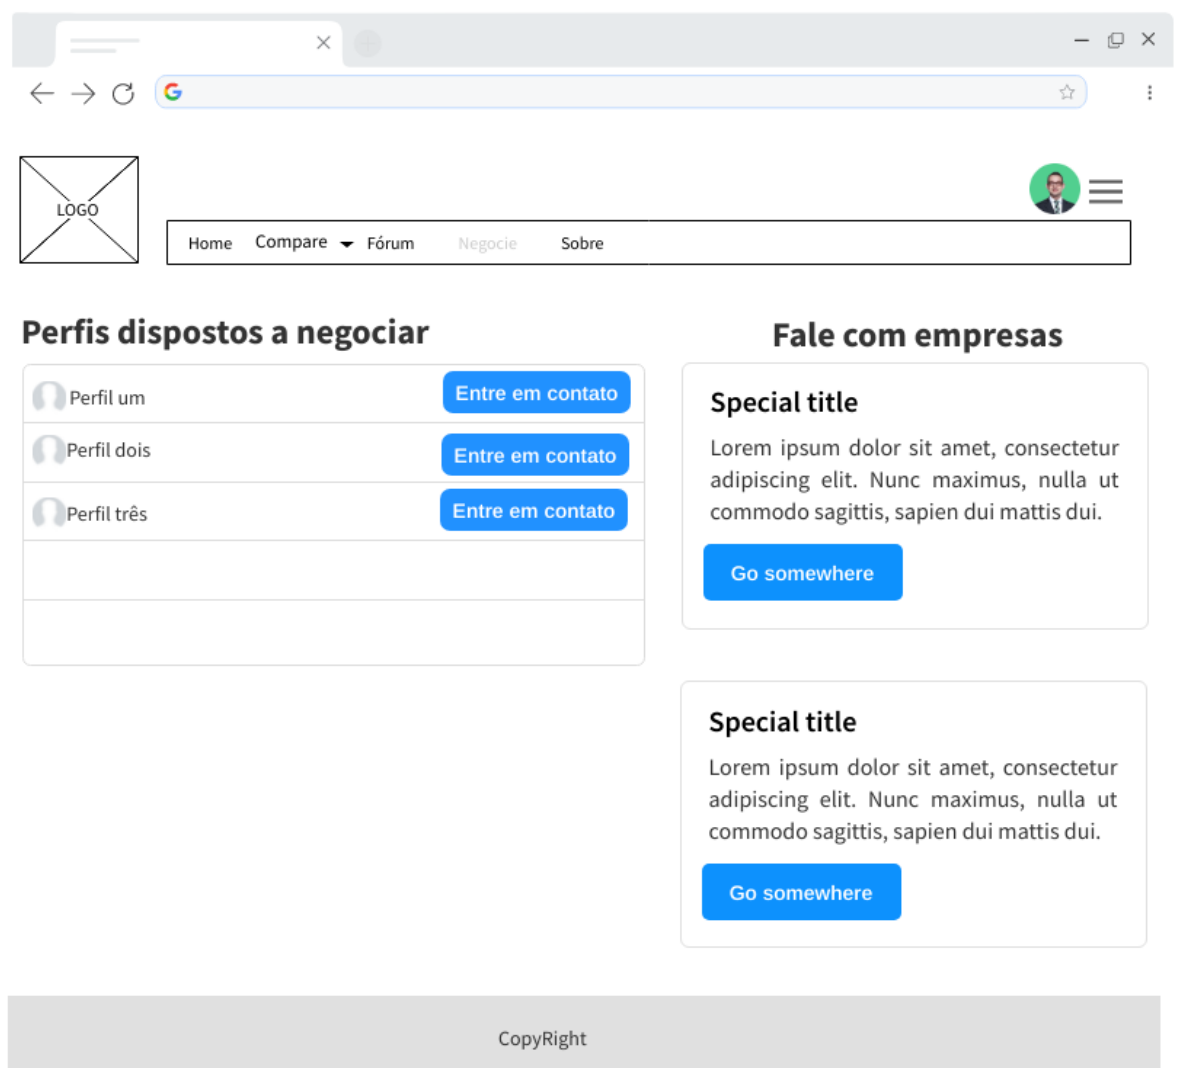 LOGO
Home Compare Fórum Negocie Sobre
Perfis dispostos a negociar
Perfil um Entre em contato
Perfil dois Entre em contato
Perfil três Entre em contato
Fale com empresas
Special title
Lorem ipsum dolor sit amet, consectetur
adipiscing elit. Nunc maximus, nulla ut
commodo sagittis, sapien dui mattis dui.
Go somewhere
Special title
Lorem ipsum dolor sit amet, consectetur
adipiscing elit. Nunc maximus, nulla ut
commodo sagittis, sapien dui mattis dui.
Go somewhere
CopyRight